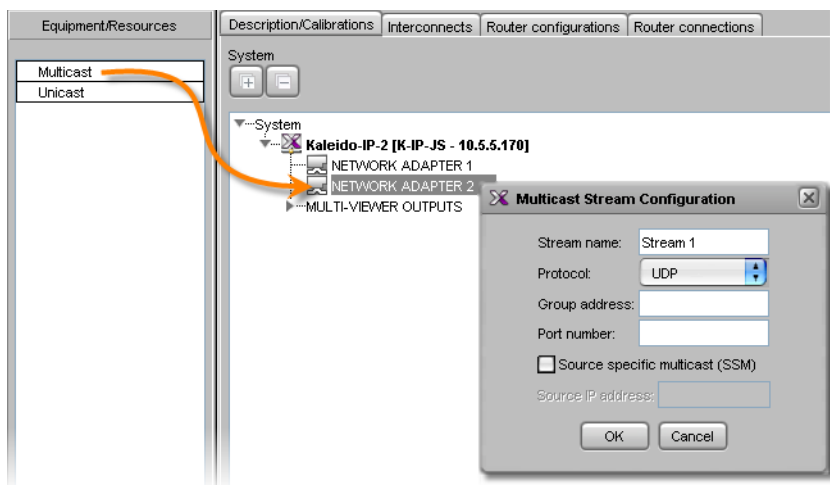 Equipment/Resources
Multicast
Unicast
Description/Calibrations
Interconnects
Router configurations
Router connections
System
System
Kaleido-IP-2 [K-IP-JS - 10.5.5.170]
NETWORK ADAPTER 1
NETWORK ADAPTER 2
MULTI-VIEWER OUTPUTS
Multicast Stream Configuration
Stream name: Stream 1
Protocol: UDP
Group address:
Port number:
Source specific multicast (SSM)
Source IP address:
OK Cancel